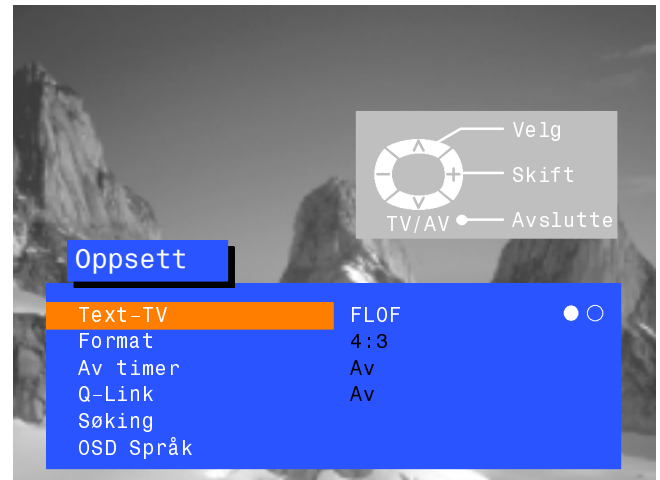 Velg
Skift
TV/AV Avslutte
Oppsett
Text-TV FLOF
Format 4:3
Av timer Av
Q-Link Av
Søking
OSD Språk